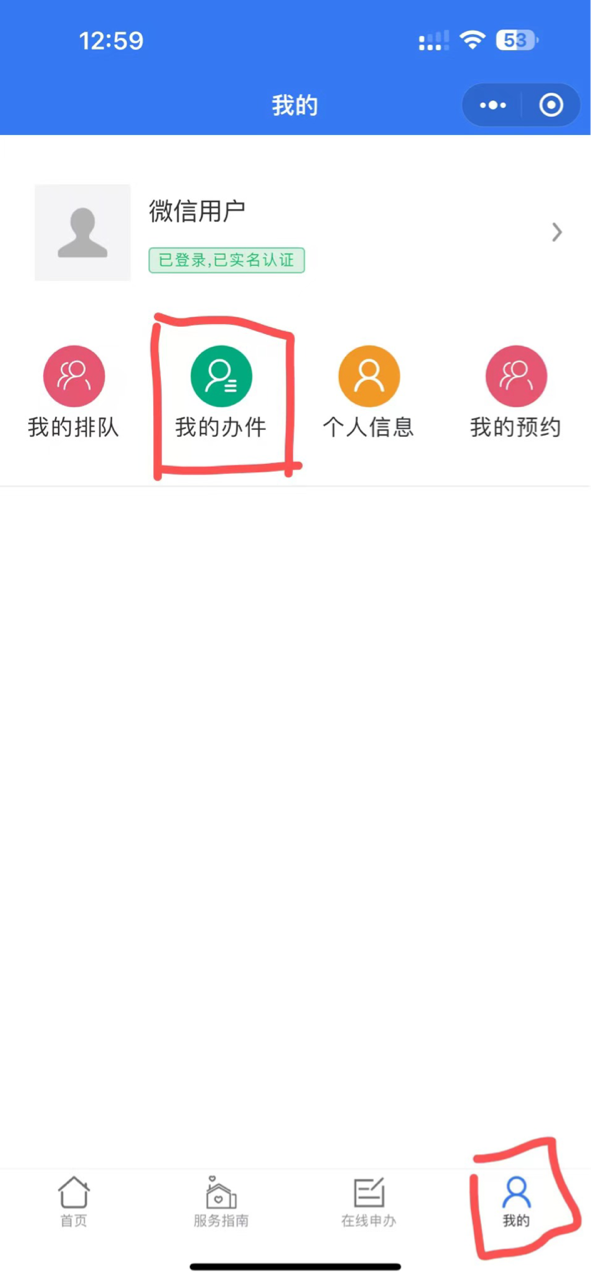 12:59
53
我的
微信用户
已登录,已实名认证
我的排队 我的办件 个人信息 我的预约
首页 服务指南 在线申办 我的